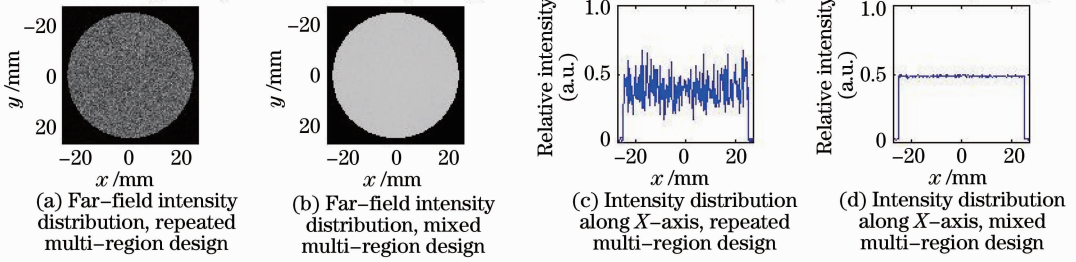 −20
0
20
y /mm
−20 0 20
x /mm
(a) Far−field intensity
distribution, repeated
multi−region design
−20
0
20
y /mm
−20 0 20
x /mm
(b) Far−field intensity
distribution, mixed
multi−region design
1.0
0.5
0
Relative intensity
(a.u.)
−20 0 20
x /mm
(c) Intensity distribution
along X−axis, repeated
multi−region design
1.0
0.5
0
Relative intensity
(a.u.)
−20 0 20
x /mm
(d) Intensity distribution
along X−axis, mixed
multi−region design